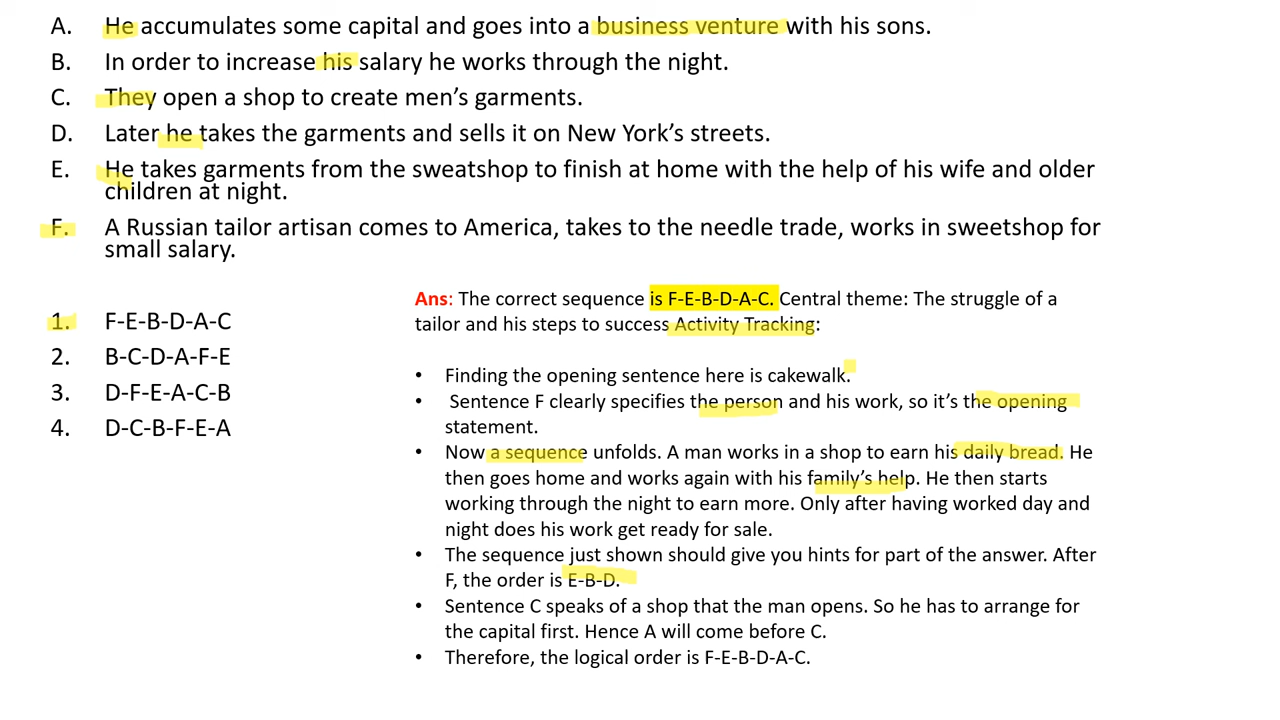 A. He accumulates some capital and goes into a business venture with his sons.
B. In order to increase his salary he works through the night.
C. They open a shop to create men's garments.
D. Later he takes the garments and sells it on New York's streets.
E. He takes garments from the sweatshop to finish at home with the help of his wife and older
children at night.
F. A Russian tailor artisan comes to America, takes to the needle trade, works in sweetshop for
small salary.
1. F-E-B-D-A-C
2. B-C-D-A-F-E
3. D-F-E-A-C-B
4. D-C-B-F-E-A
Ans: The correct sequence is F-E-B-D-A-C. Central theme: The struggle of a
tailor and his steps to success Activity Tracking:
• Finding the opening sentence here is cakewalk.
• Sentence F clearly specifies the person and his work, so it's the opening
statement.
• Now a sequence unfolds. A man works in a shop to earn his daily bread. He
then goes home and works again with his family's help. He then starts
working through the night to earn more. Only after having worked day and
night does his work get ready for sale.
• The sequence just shown should give you hints for part of the answer. After
F, the order is E-B-D.
• Sentence C speaks of a shop that the man opens. So he has to arrange for
the capital first. Hence A will come before C.
• Therefore, the logical order is F-E-B-D-A-C.